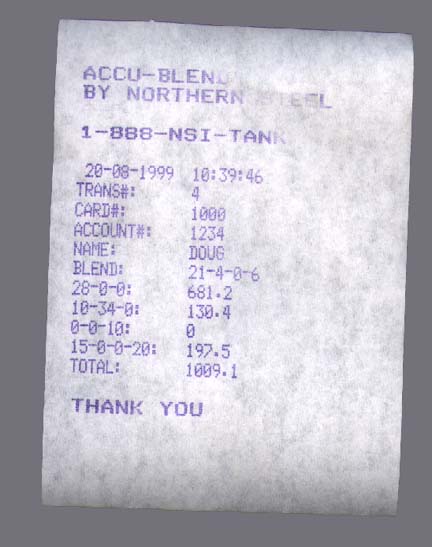 ACCU-BLEND
BY NORTHERN STEEL
1-888-NSI-TANK
20-08-1999 10:39:46
TRANS#: 4
CARD#: 1000
ACCOUNT#: 1234
NAME: DOUG
BLEND: 21-4-0-6
28-0-0: 681.2
10-34-0: 130.4
0-0-10: 0
15-0-0-20: 197.5
TOTAL: 1009.1
THANK YOU